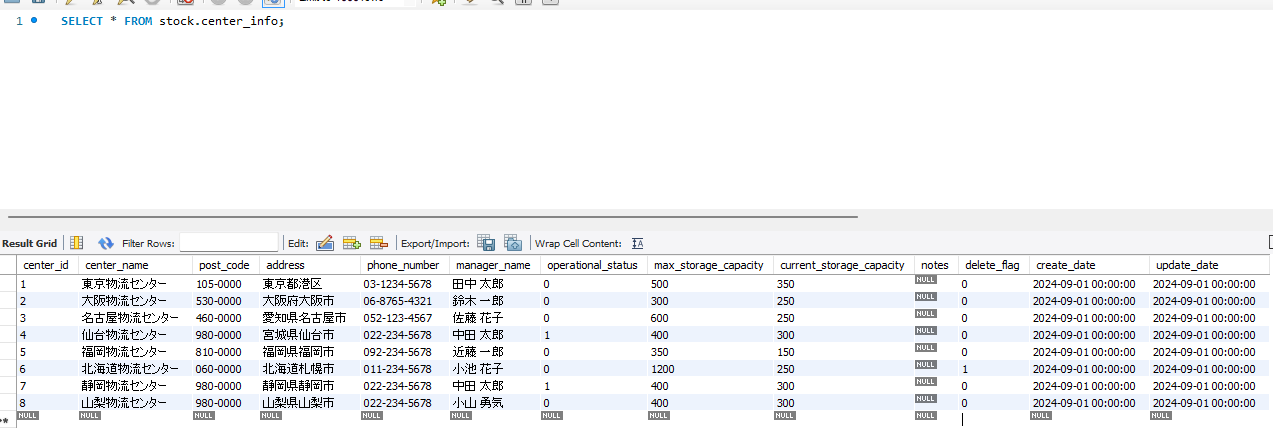 1 SELECT * FROM stock.center_info;
Result Grid Filter Rows: Edit: Export/Import: Wrap Cell Content:
center_id center_name post_code address phone_number manager_name operational_status max_storage_capacity current_storage_capacity notes delete_flag create_date update_date
1 東京物流センター 105-0000 東京都港区 03-1234-5678 田中 太郎 0 500 350 NULL 0 2024-09-01 00:00:00 2024-09-01 00:00:00
2 大阪物流センター 530-0000 大阪府大阪市 06-8765-4321 鈴木 一郎 0 300 250 NULL 0 2024-09-01 00:00:00 2024-09-01 00:00:00
3 名古屋物流センター 460-0000 愛知県名古屋市 052-123-4567 佐藤 花子 0 600 250 NULL 0 2024-09-01 00:00:00 2024-09-01 00:00:00
4 仙台物流センター 980-0000 宮城県仙台市 022-234-5678 中田 太郎 1 400 300 NULL 0 2024-09-01 00:00:00 2024-09-01 00:00:00
5 福岡物流センター 810-0000 福岡県福岡市 092-234-5678 近藤 一郎 0 350 150 NULL 0 2024-09-01 00:00:00 2024-09-01 00:00:00
6 北海道物流センター 060-0000 北海道札幌市 011-234-5678 小池 花子 0 1200 250 NULL 1 2024-09-01 00:00:00 2024-09-01 00:00:00
7 静岡物流センター 980-0000 静岡県静岡市 022-234-5678 中田 太郎 1 400 300 NULL 0 2024-09-01 00:00:00 2024-09-01 00:00:00
8 山梨物流センター 980-0000 山梨県山梨市 022-234-5678 小山 勇気 0 400 300 NULL 0 2024-09-01 00:00:00 2024-09-01 00:00:00
NULL NULL NULL NULL NULL NULL NULL NULL NULL NULL NULL NULL